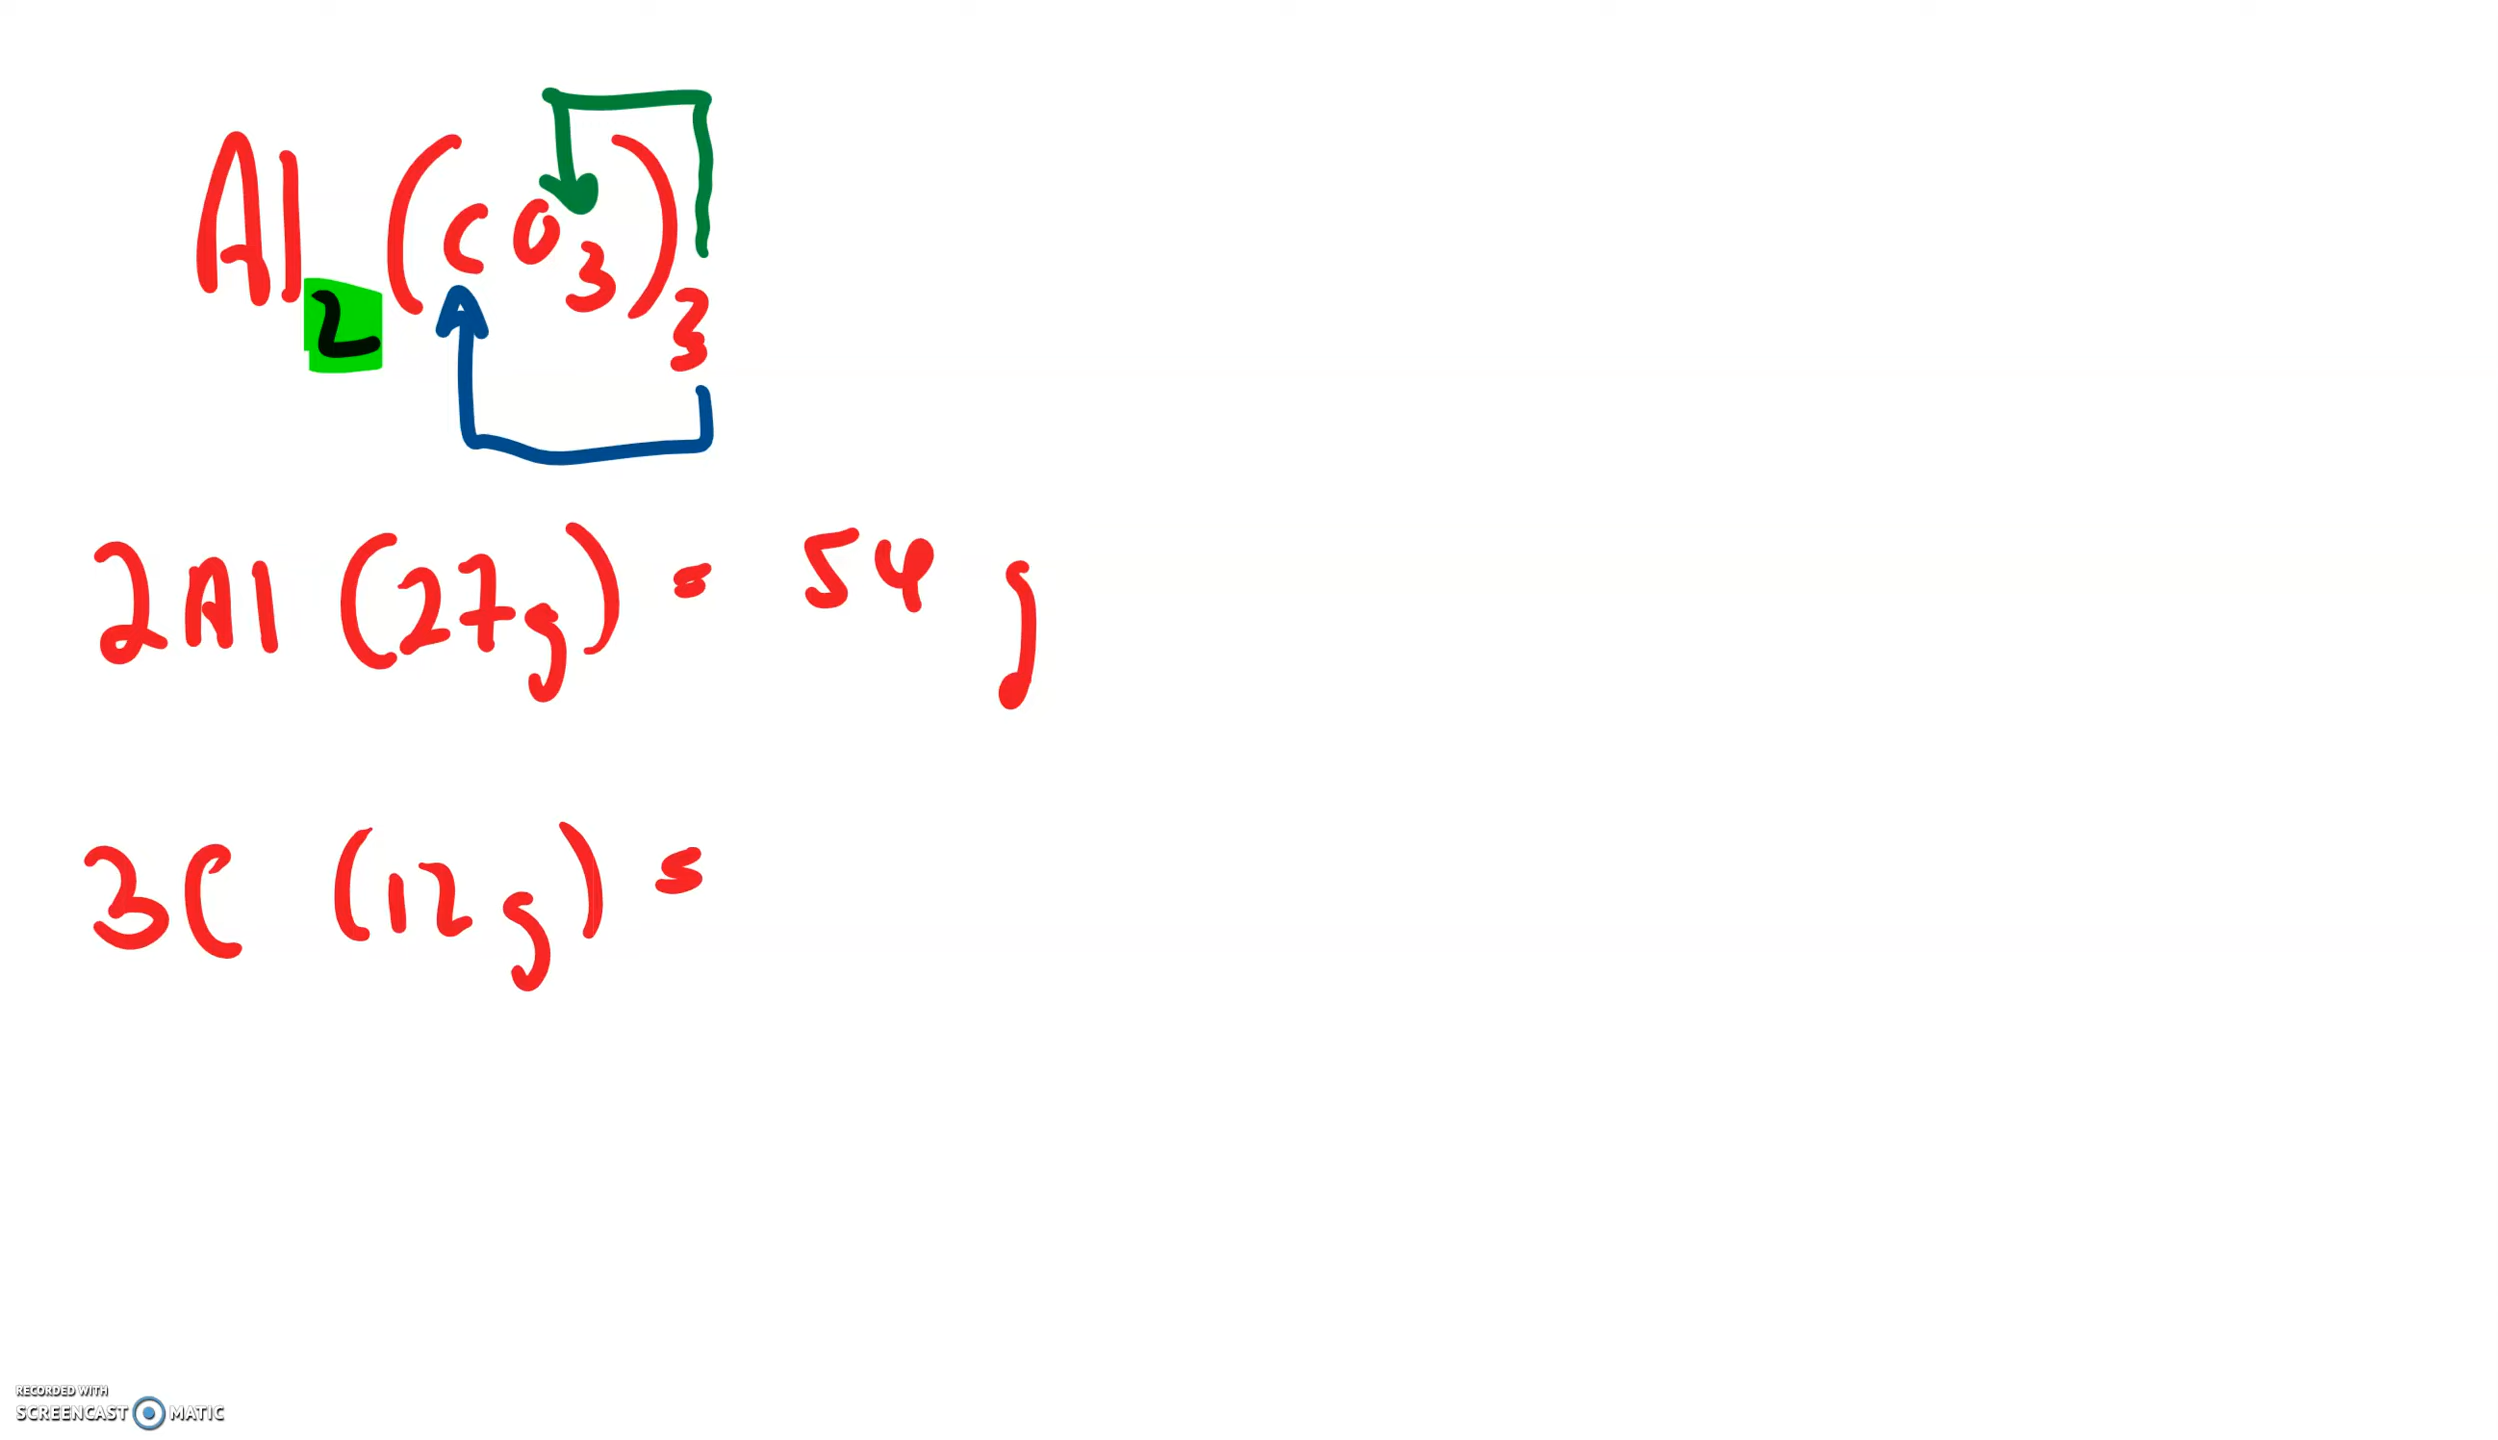 Al₂(CO₃)₃
2Al (27g) = 54 g
3C (12g) =
RECORDED WITH
SCREENCAST MATIC